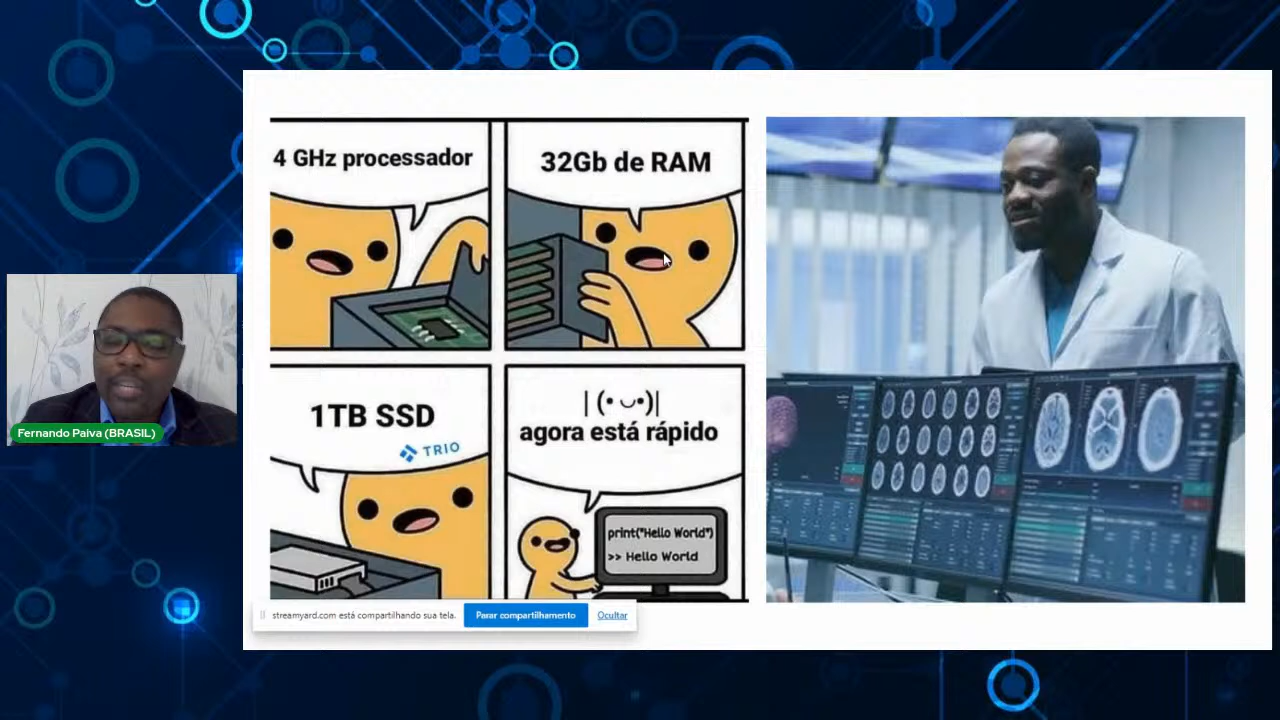 4 GHz processador
32Gb de RAM
1TB SSD
TRIO
| (• ᴗ•)|
agora está rápido
print("Hello World")
>> Hello World
Fernando Paiva (BRASIL)
streamyard.com está compartilhando sua tela.
Parar compartilhamento
Ocultar